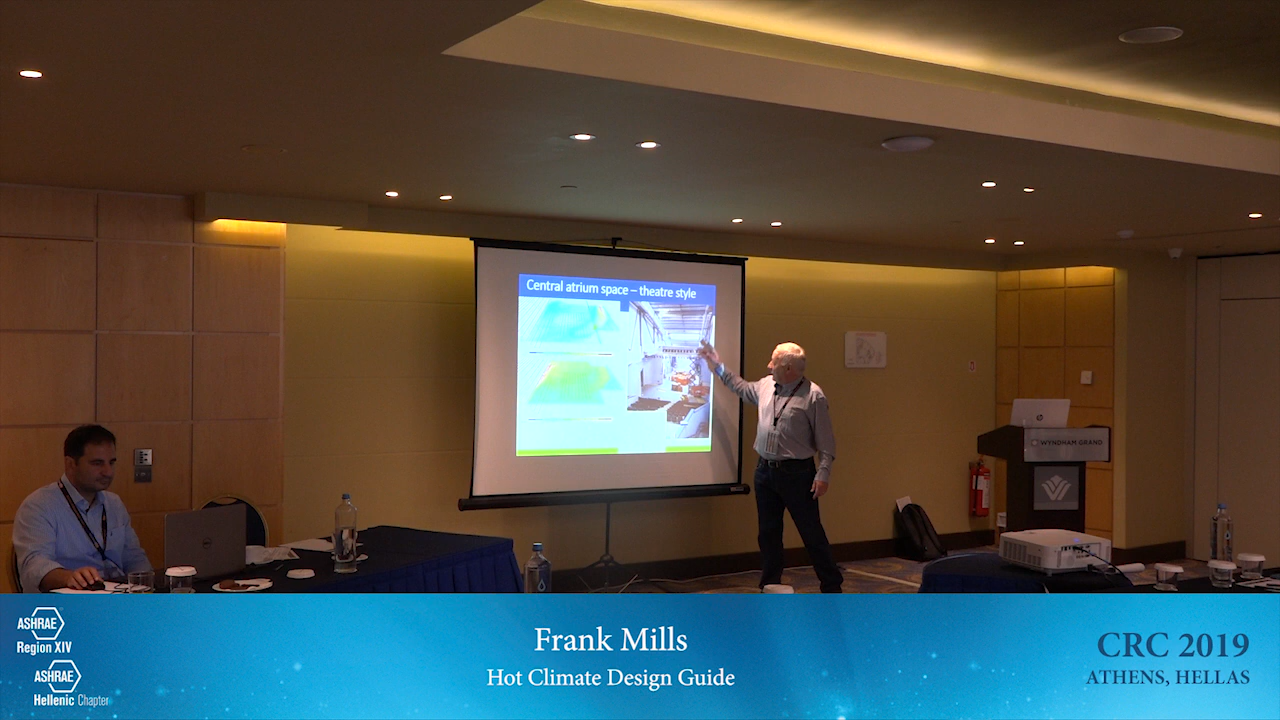 Central atrium space – theatre style
WYNDHAM GRAND
ASHRAE
Region XIV
ASHRAE
Hellenic Chapter
Frank Mills
Hot Climate Design Guide
CRC 2019
ATHENS, HELLAS